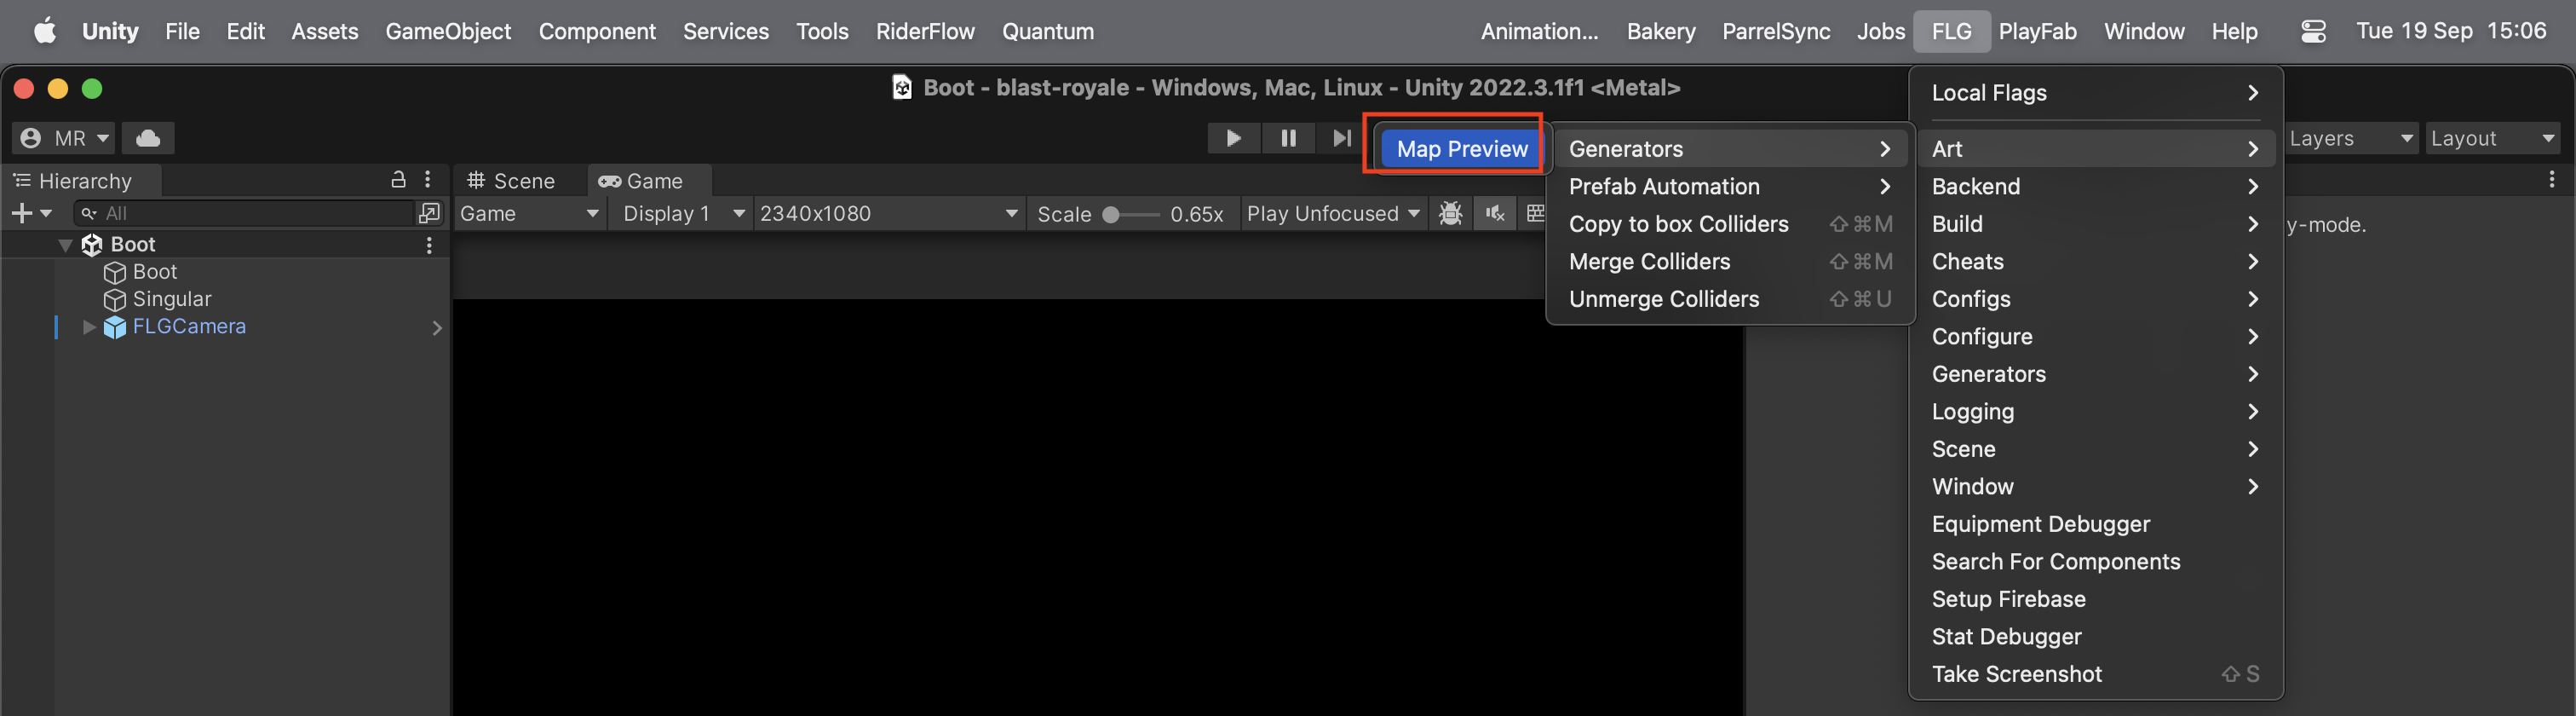 Unity File Edit Assets GameObject Component Services Tools RiderFlow Quantum Animation... Bakery ParrelSync Jobs FLG PlayFab Window Help Tue 19 Sep 15:06
Boot - blast-royale - Windows, Mac, Linux - Unity 2022.3.1f1 <Metal>
MR
Layers
Layout
Hierarchy
Scene
Game
All
Game
Display 1
2340x1080
Scale 0.65x
Play Unfocused
y-mode.
Boot
Boot
Singular
FLGCamera
Map Preview
Generators
Prefab Automation
Copy to box Colliders ⇧⌘M
Merge Colliders ⇧⌘M
Unmerge Colliders ⇧⌘U
Local Flags
Art
Backend
Build
Cheats
Configs
Configure
Generators
Logging
Scene
Window
Equipment Debugger
Search For Components
Setup Firebase
Stat Debugger
Take Screenshot ⇧S